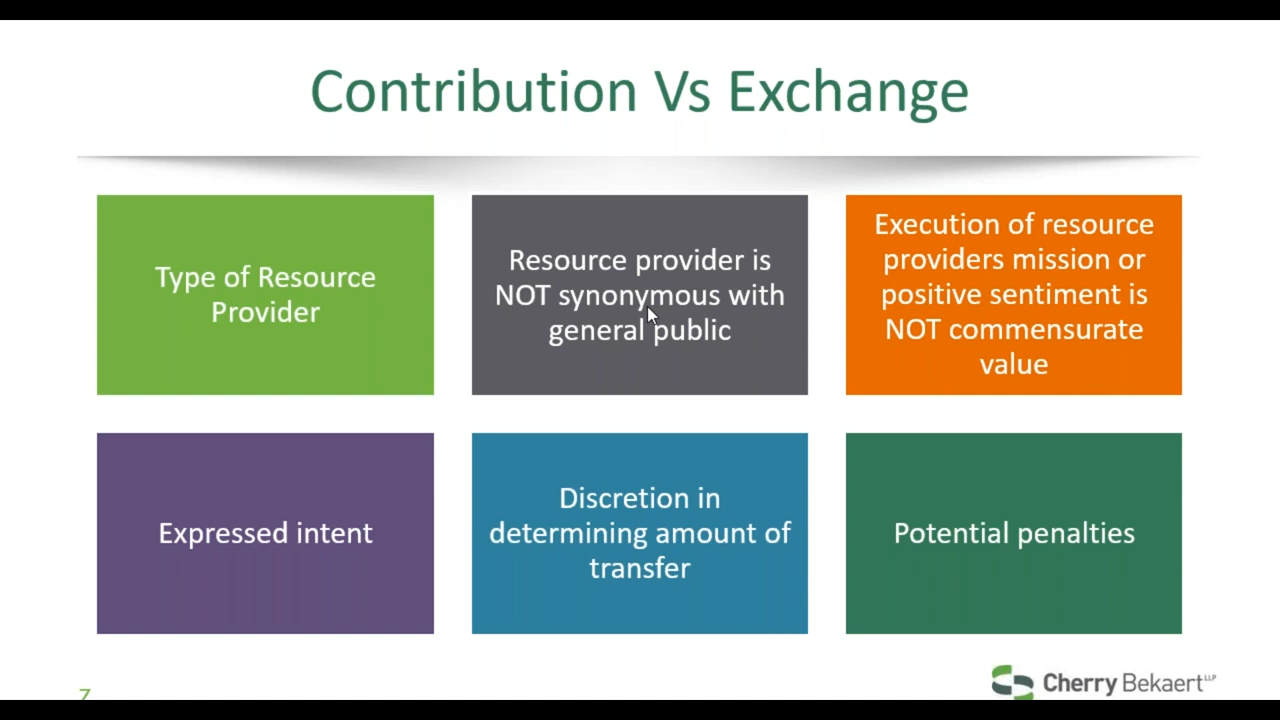 Contribution Vs Exchange
Type of Resource
Provider
Resource provider is
NOT synonymous with
general public
Execution of resource
providers mission or
positive sentiment is
NOT commensurate
value
Expressed intent
Discretion in
determining amount of
transfer
Potential penalties
7
Cherry Bekaert LLP